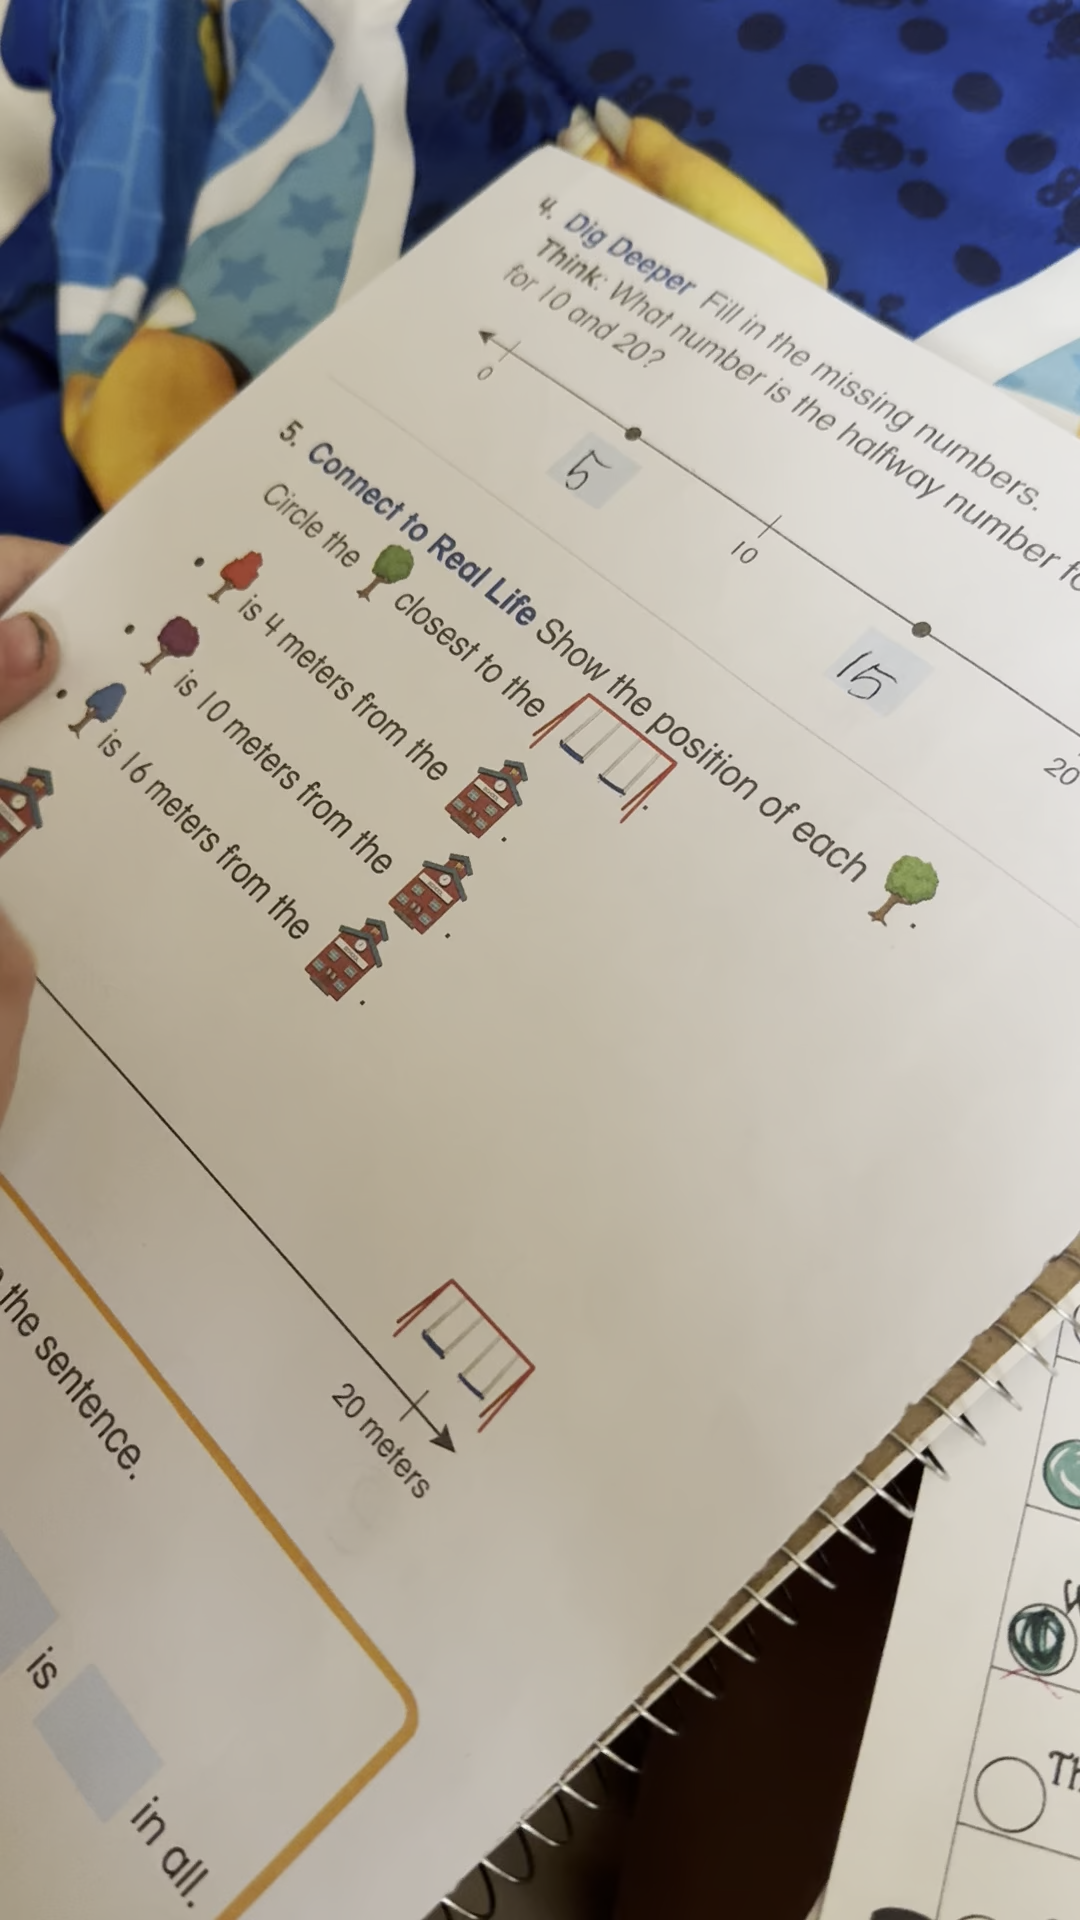 4. Dig Deeper Fill in the missing numbers.
Think: What number is the halfway number
for 10 and 20?
0
5
10
15
20
5. Connect to Real Life Show the position of each .
Circle the closest to the .
• is 4 meters from the .
• is 10 meters from the .
• is 16 meters from the .
20 meters
the sentence.
is
in all.